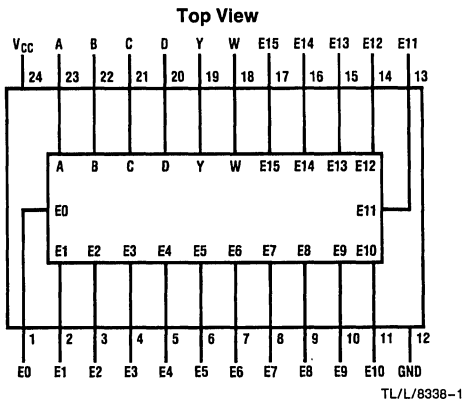 Top View
VCC A B C D Y W E15 E14 E13 E12 E11
24 23 22 21 20 19 18 17 16 15 14 13
A B C D Y W E15 E14 E13 E12
E0 E11
E1 E2 E3 E4 E5 E6 E7 E8 E9 E10
1 2 3 4 5 6 7 8 9 10 11 12
E0 E1 E2 E3 E4 E5 E6 E7 E8 E9 E10 GND
TL/L/8338–1